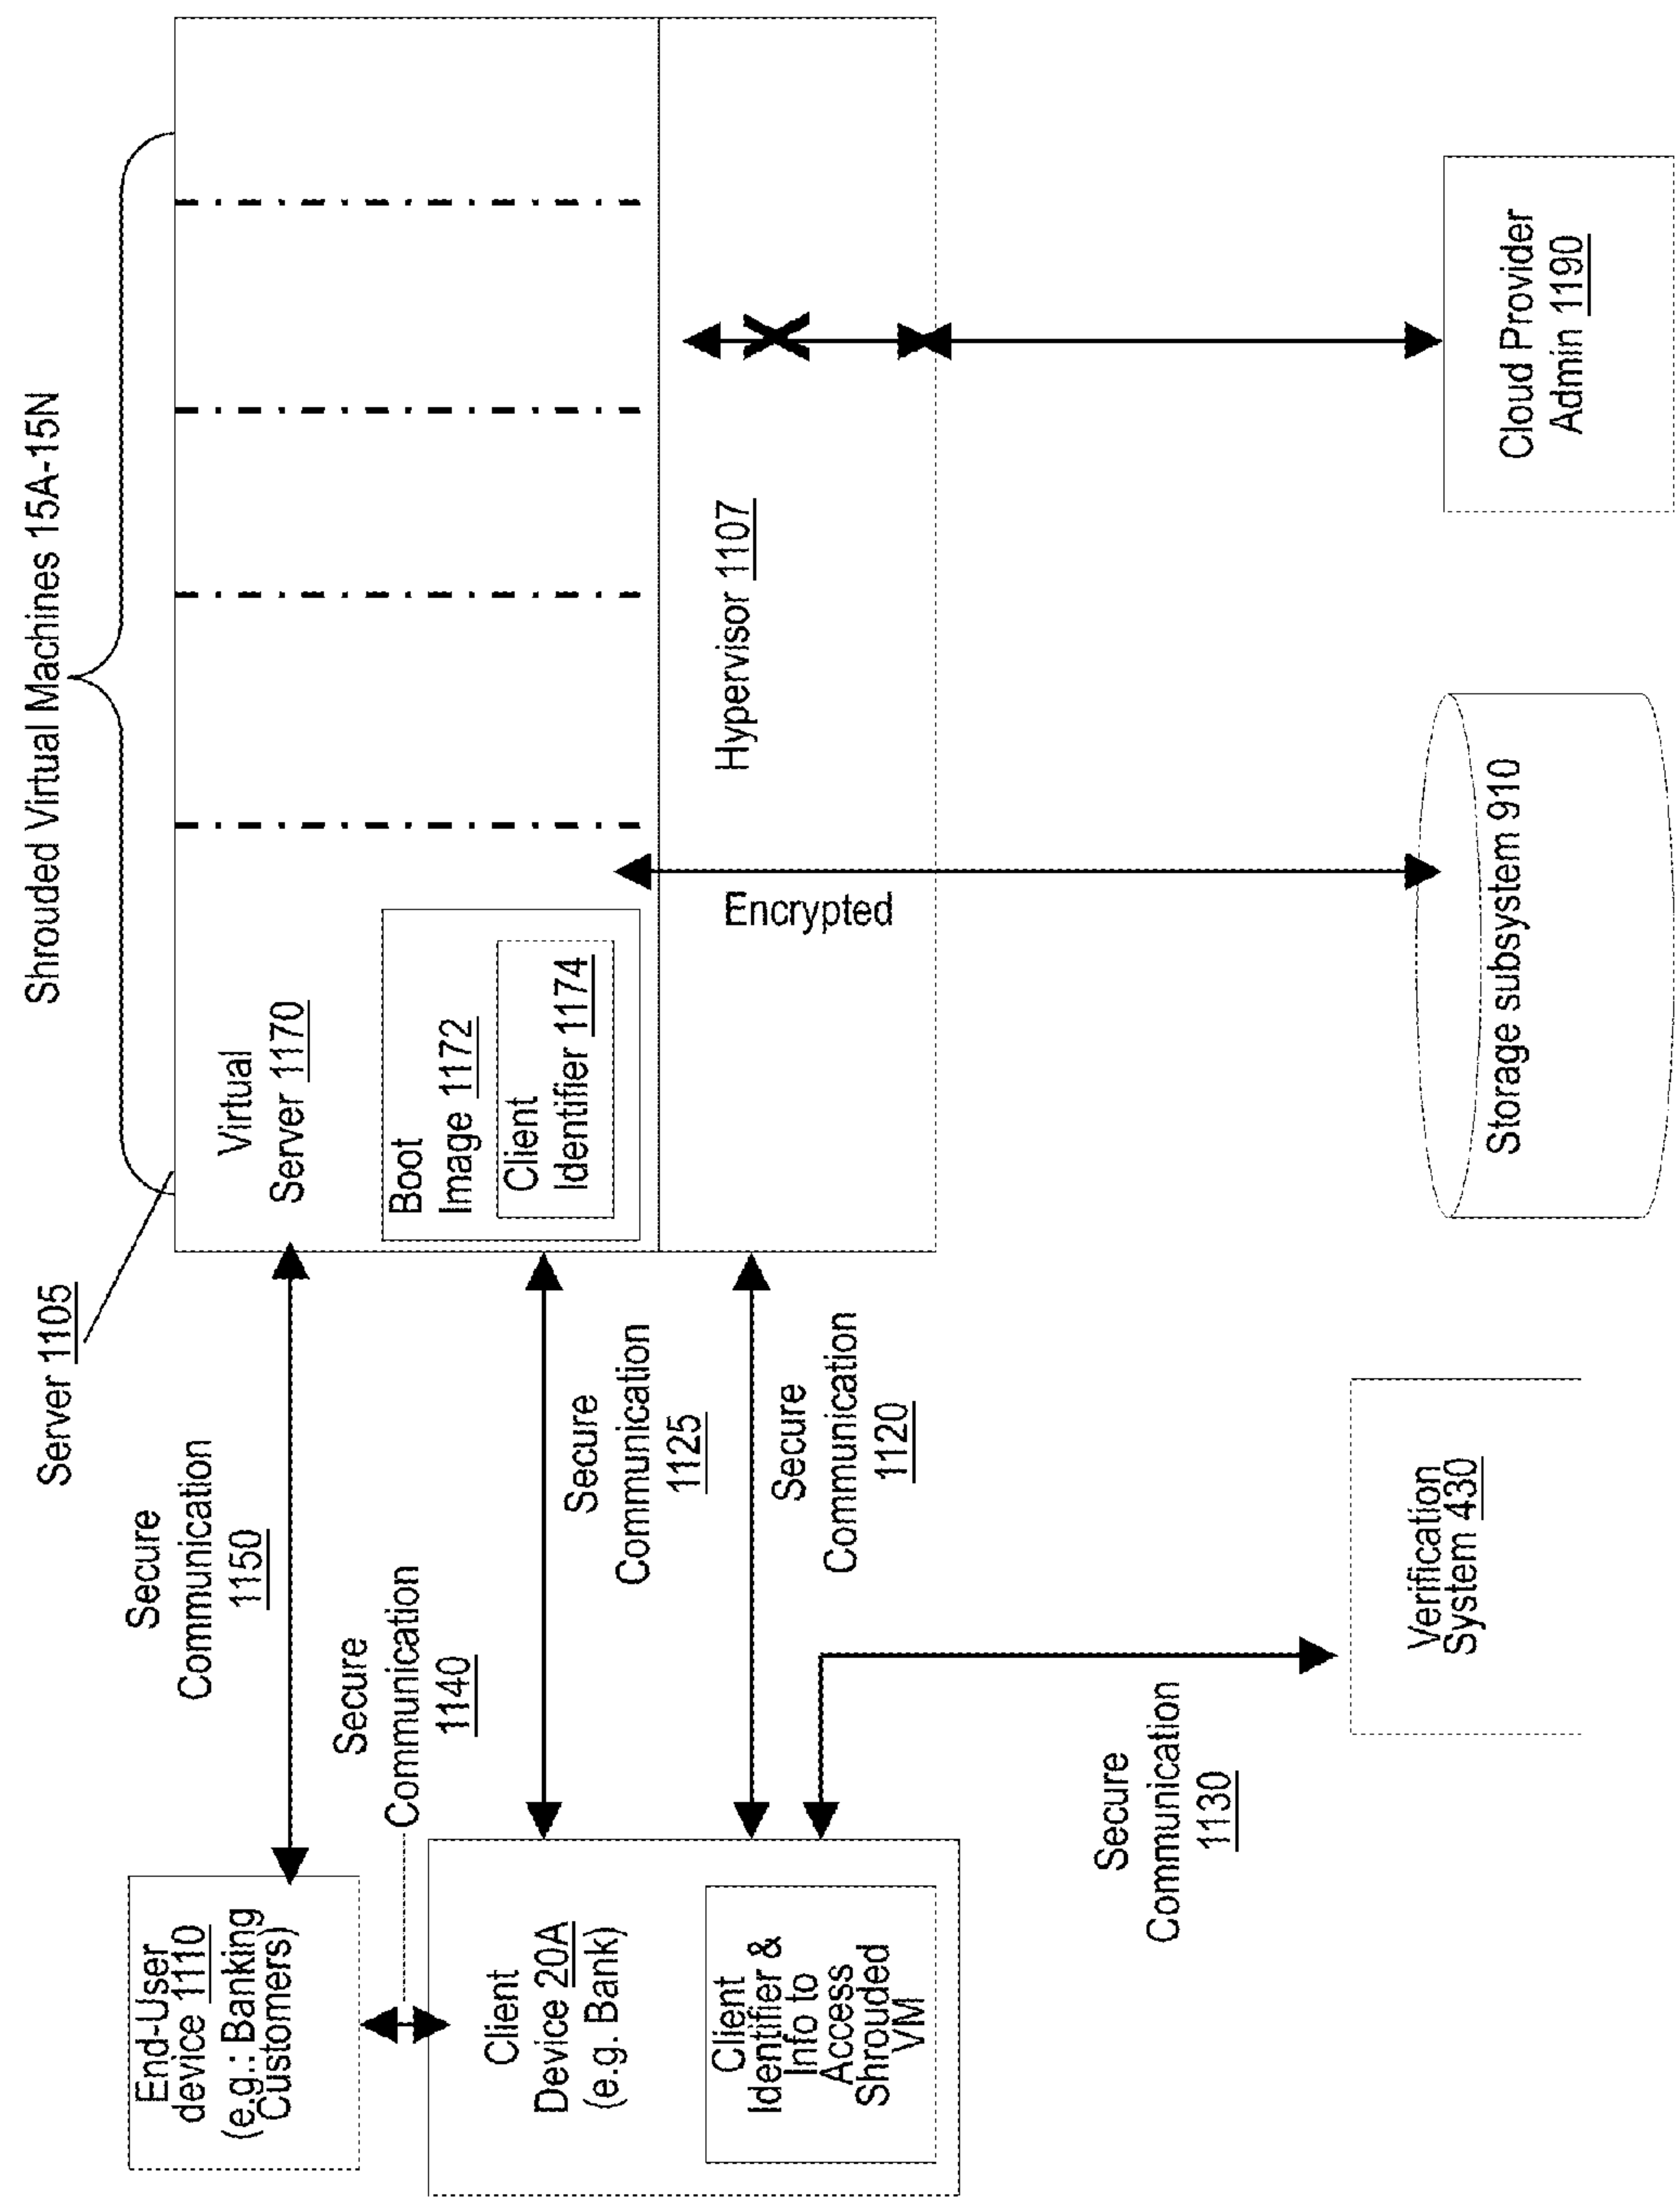 Shrouded Virtual Machines 15A-15N
Server 1105
End-User
device 1110
(e.g.: Banking
Customers)
Secure
Communication
1150
Virtual
Server 1170
Secure
Communication
1140
Boot
Image 1172
Client
Identifier 1174
Client
Device 20A
(e.g. Bank)
Secure
Communication
1125
Client
Identifier &
Info to
Access
Shrouded
VM
Secure
Communication
1120
Encrypted
Hypervisor 1107
Secure
Communication
1130
Verification
System 430
Storage subsystem 910
Cloud Provider
Admin 1190